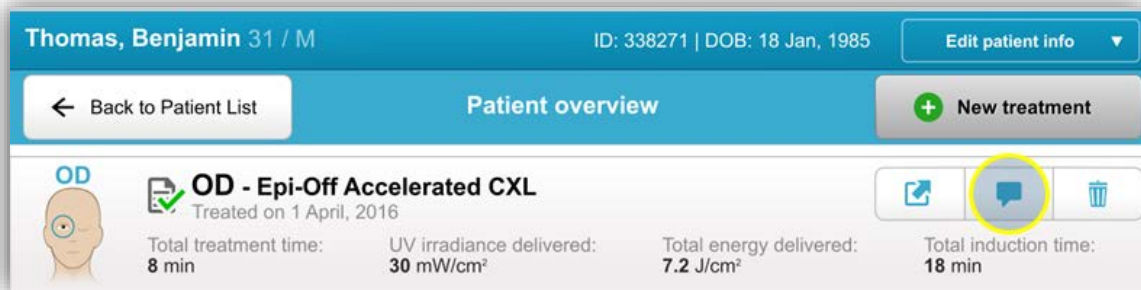 Thomas, Benjamin 31 / M ID: 338271 | DOB: 18 Jan, 1985 Edit patient info
Back to Patient List Patient overview New treatment
OD
OD - Epi-Off Accelerated CXL
Treated on 1 April, 2016
Total treatment time: UV irradiance delivered: Total energy delivered: Total induction time:
8 min 30 mW/cm² 7.2 J/cm² 18 min